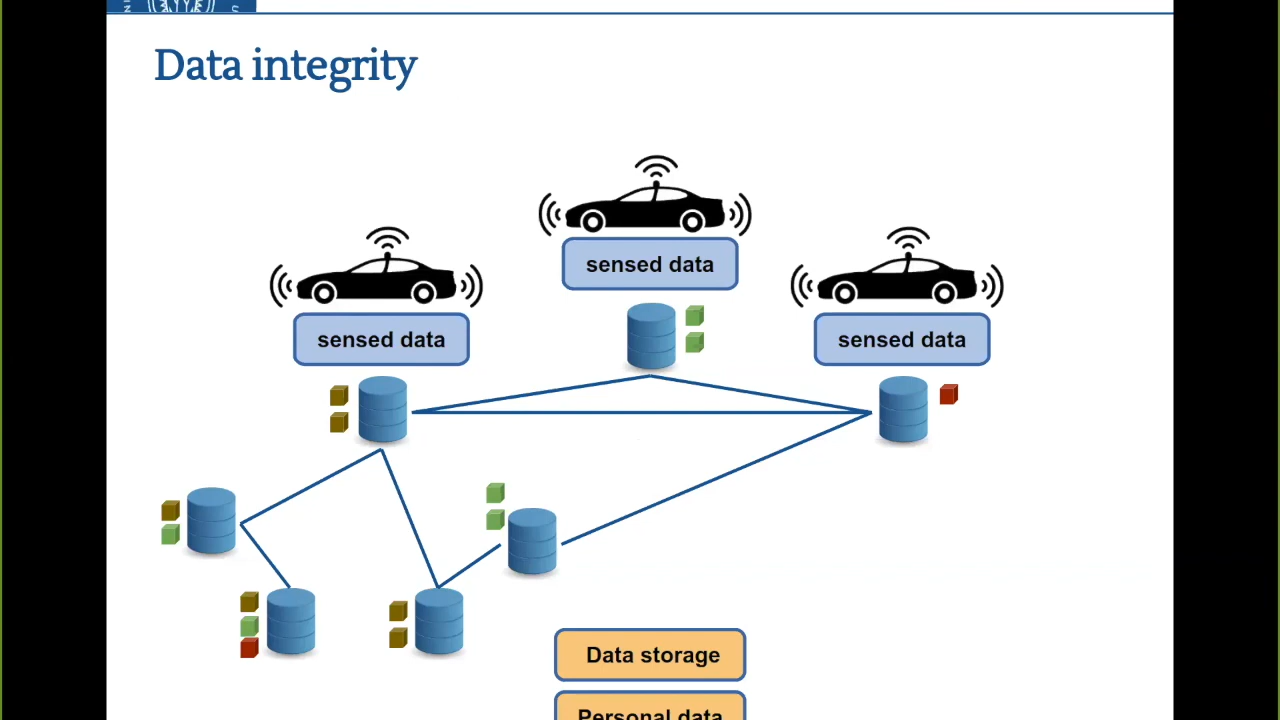 Data integrity
sensed data
sensed data
sensed data
Data storage
Personal data